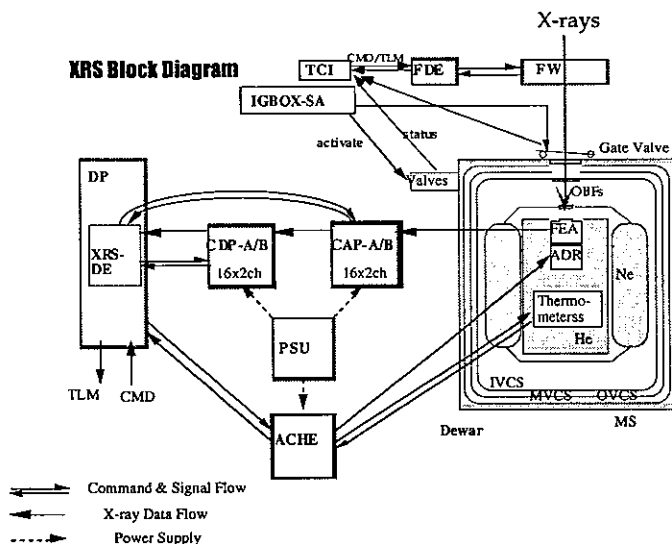 X-rays
XRS Block Diagram
CMD/TLM
TCI
FDE
FW
IGBOX-SA
activate
status
Gate Valve
Valves
DP
OBFs
FEA
ADR
XRS-
DE
CDP-A/B
16x2ch
CAP-A/B
16x2ch
Ne
Thermo-
meterss
PSU
He
IVCS
MVCS
OVCS
TLM
CMD
ACHE
Dewar
MS
Command & Signal Flow
X-ray Data Flow
Power Supply